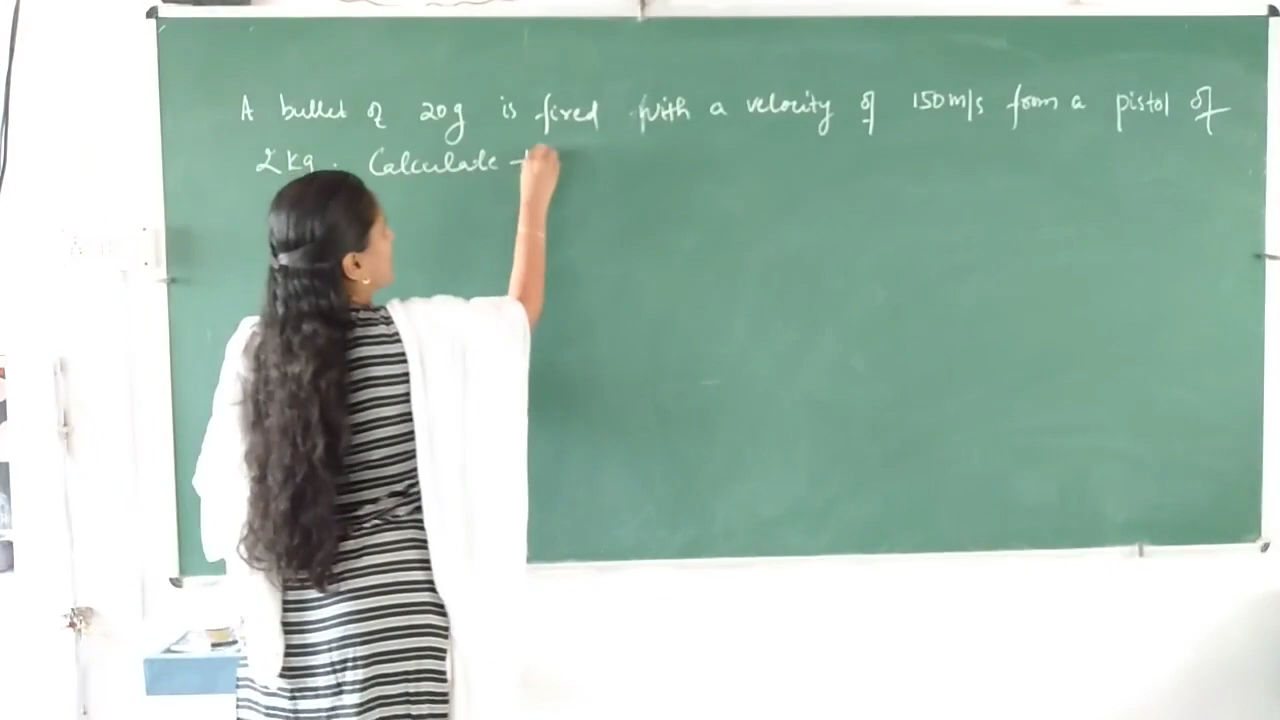 A bullet of 20g is fired with a velocity of 150m/s from a pistol of
2kg. Calculate